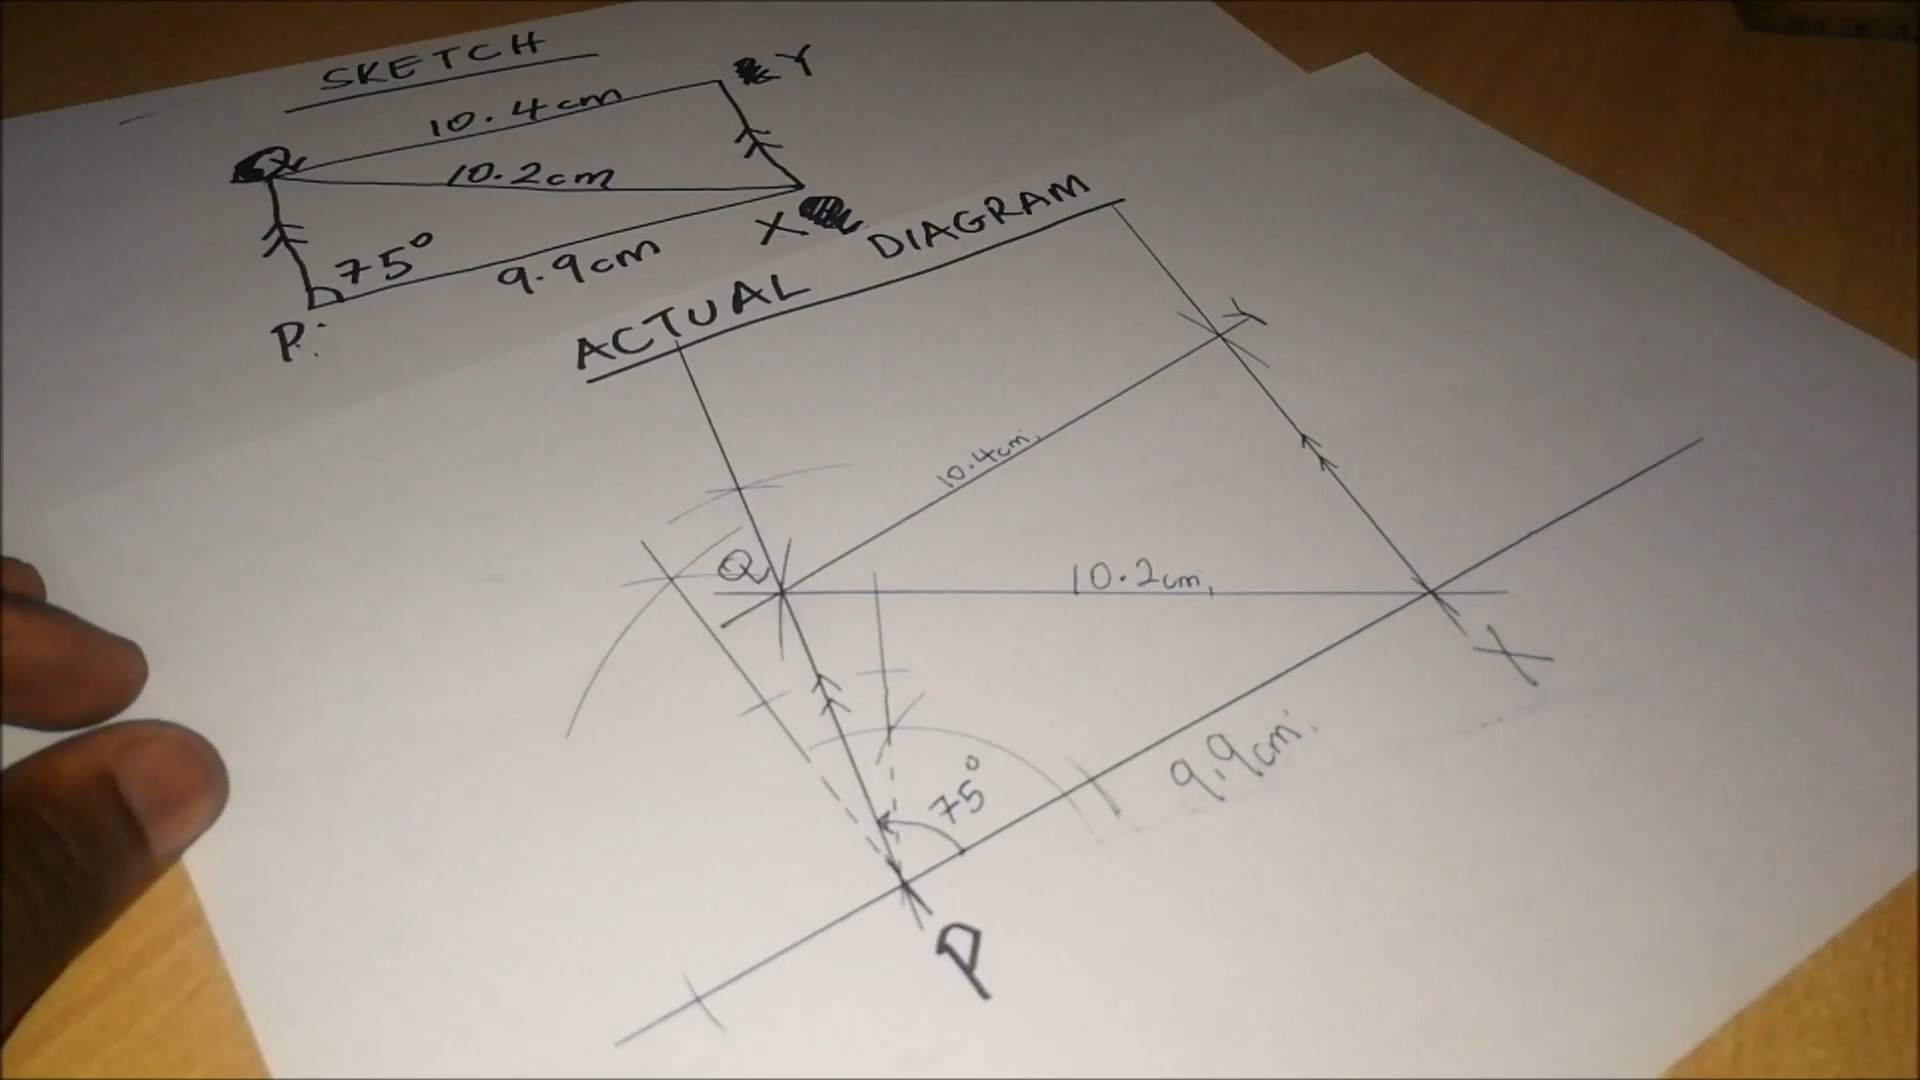 SKETCH
Y
10.4cm
Q
10.2cm
X
75°
9.9cm
P
ACTUAL DIAGRAM
Y
10.4cm
Q
10.2cm
X
75°
9.9cm
P